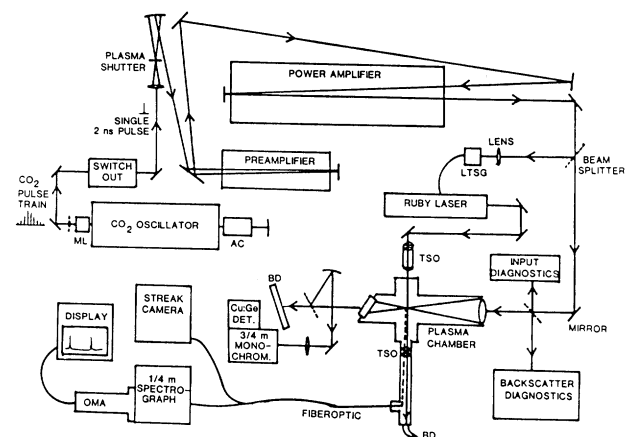 PLASMA
SHUTTER
POWER AMPLIFIER
SINGLE
2 ns PULSE
SWITCH
OUT
PREAMPLIFIER
LENS
LTSG
BEAM
SPLITTER
CO2
PULSE
TRAIN
RUBY LASER
CO2 OSCILLATOR
ML
AC
TSO
INPUT
DIAGNOSTICS
BD
STREAK
CAMERA
DISPLAY
Cu:Ge
DET.
PLASMA
CHAMBER
MIRROR
3/4 m
MONO-
CHROM.
TSO
1/4 m
SPECTRO-
GRAPH
OMA
FIBEROPTIC
BACKSCATTER
DIAGNOSTICS
BD